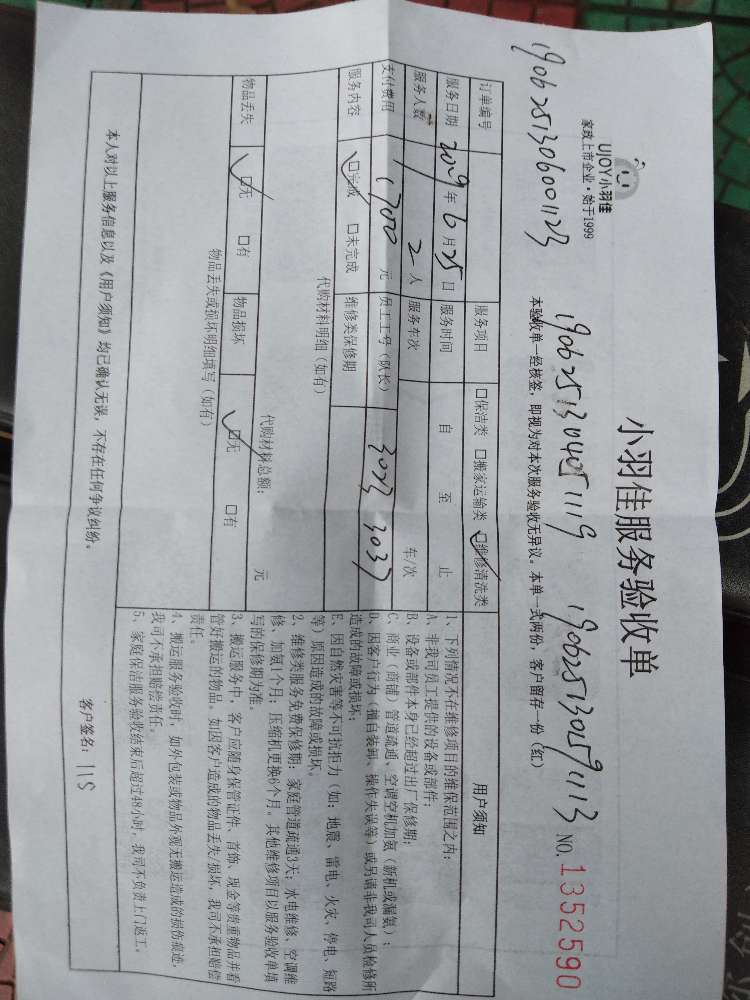 UJOY小羽佳
家政上市企业·始于1999
小羽佳服务验收单
1906251306001123 1906251304051119 1906251302591113
本验收单一经核签，即视为对本次服务验收无异议。本单一式两份，客户留存一份（红）
NO.1352590
订单编号 服务项目 □保洁类 □搬家运输类 ☑维修清洗类
服务日期 2019年6月25日 服务时间 自 至 止
服务人数 2人 服务车次 车/次
支付费用 元 员工工号（队长） 3023 3037
服务内容 ☑完成 □未完成 维修类保修期
代购材料明细（如有）
代购材料总额： 元
物品丢失 ☑无 □有 物品损坏 ☑无 □有
物品丢失或损坏明细填写（如有）
本人对以上服务信息以及《用户须知》均已确认无误，不存在任何争议纠纷。
用户须知
1、下列情况不在维修项目的维保范围之内：
A、非我司员工提供的设备或部件；
B、设备或部件本身已经超过出厂保修期；
C、商业（商铺）管道疏通、空调空机加氨（新机或漏氨）；
D、因客户行为（擅自装卸、操作失误等）或另请非我司人员检修所
造成的故障或损坏；
E、因自然灾害等不可抗拒力（如：地震、雷电、火灾、停电、短路
等）原因造成的故障或损坏。
2、维修类服务免费保修期：家庭管道疏通3天；水电维修、空调维
修、加氨1个月；压缩机更换6个月。其他维修项目以服务验收单填
写的保修期为准。
3、搬运服务中，客户应随身保管证件、首饰、现金等贵重物品并看
管好搬运的物品。如因客户造成的物品丢失/损坏，我司不承担赔偿
责任。
4、搬运服务验收时，如外包装或物品外观无搬运造成的损伤痕迹，
我司不承担赔偿责任。
5、家庭保洁服务验收结束后超过48小时，我司不负责上门返工。
客户签名：